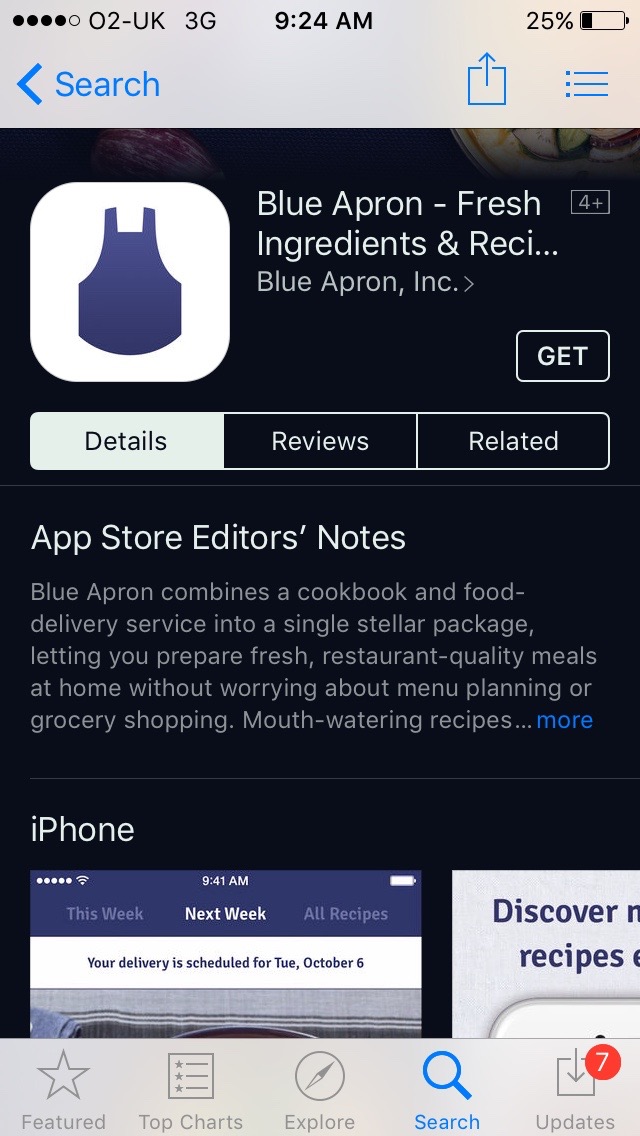 O2-UK 3G 9:24 AM 25%
Search
Blue Apron - Fresh 4+
Ingredients & Reci...
Blue Apron, Inc.
GET
Details Reviews Related
App Store Editors’ Notes
Blue Apron combines a cookbook and food-
delivery service into a single stellar package,
letting you prepare fresh, restaurant-quality meals
at home without worrying about menu planning or
grocery shopping. Mouth-watering recipes... more
iPhone
9:41 AM
This Week Next Week All Recipes
Your delivery is scheduled for Tue, October 6
Discover
recipes
7
Featured Top Charts Explore Search Updates